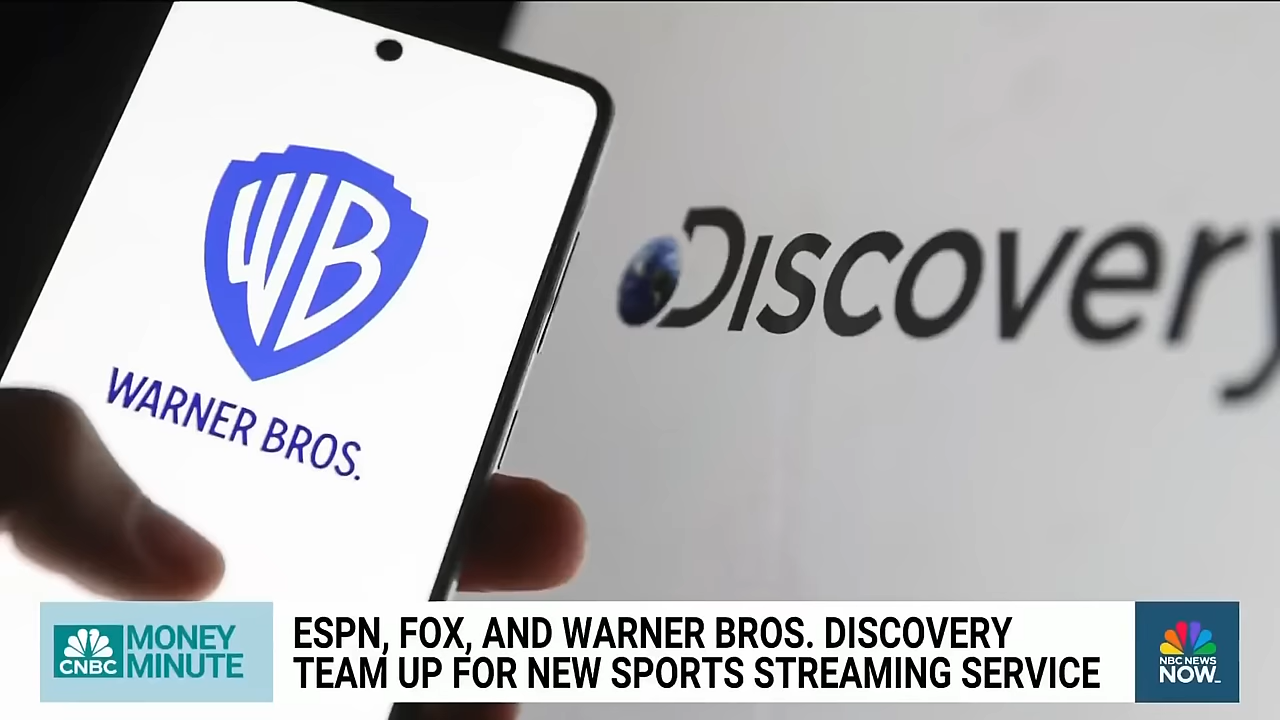 WB
WARNER BROS.
Discovery
CNBC
MONEY
MINUTE
ESPN, FOX, AND WARNER BROS. DISCOVERY
TEAM UP FOR NEW SPORTS STREAMING SERVICE
NBC NEWS
NOW